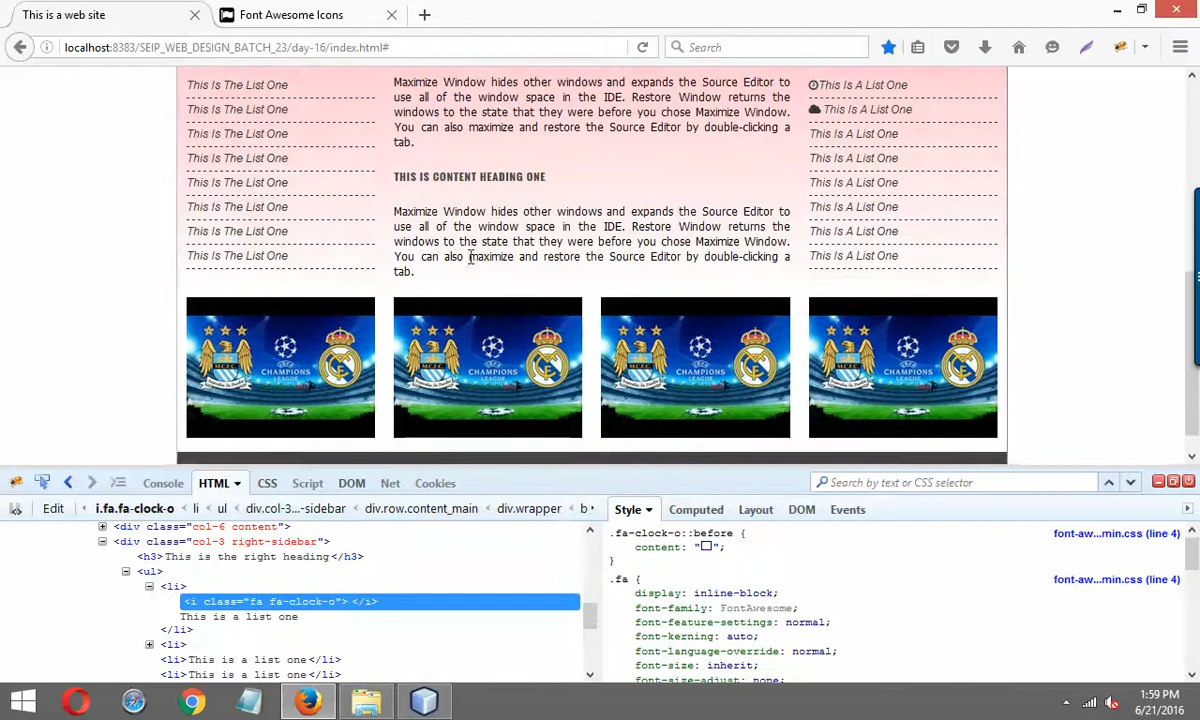 This is a web site
Font Awesome Icons
localhost:8383/SEIP_WEB_DESIGN_BATCH_23/day-16/index.html#
Search
This Is The List One
This Is The List One
This Is The List One
This Is The List One
This Is The List One
This Is The List One
This Is The List One
This Is The List One
Maximize Window hides other windows and expands the Source Editor to
use all of the window space in the IDE. Restore Window returns the
windows to the state that they were before you chose Maximize Window.
You can also maximize and restore the Source Editor by double-clicking a
tab.
THIS IS CONTENT HEADING ONE
Maximize Window hides other windows and expands the Source Editor to
use all of the window space in the IDE. Restore Window returns the
windows to the state that they were before you chose Maximize Window.
You can also maximize and restore the Source Editor by double-clicking a
tab.
This Is A List One
This Is A List One
This Is A List One
This Is A List One
This Is A List One
This Is A List One
This Is A List One
This Is A List One
CHAMPIONS LEAGUE
CHAMPIONS LEAGUE
CHAMPIONS LEAGUE
CHAMPIONS LEAGUE
Console HTML CSS Script DOM Net Cookies
Search by text or CSS selector
Edit i.fa.fa-clock-o < li < ul < div.col-3...-sidebar < div.row.content_main < div.wrapper < b
Style Computed Layout DOM Events
<div class="col-6 content">
<div class="col-3 right-sidebar">
<h3>This is the right heading</h3>
<ul>
<li>
<i class="fa fa-clock-o"> </i>
This is a list one
</li>
<li>
<li>This is a list one</li>
<li>This is a list one</li>
.fa-clock-o::before {
font-aw...min.css (line 4)
content: "";
}
.fa {
font-aw...min.css (line 4)
display: inline-block;
font-family: FontAwesome;
font-feature-settings: normal;
font-kerning: auto;
font-language-override: normal;
font-size: inherit;
font-size-adjust: none;
1:59 PM
6/21/2016